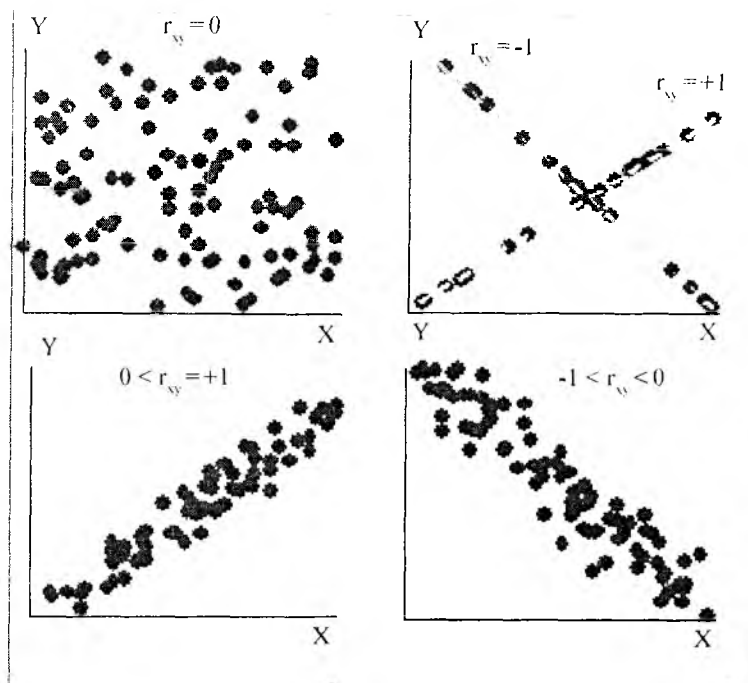 Y
r_xy = 0
X
Y
r_xy = -1
r_xy = +1
X
Y
0 < r_xy = +1
X
Y
-1 < r_xy < 0
X